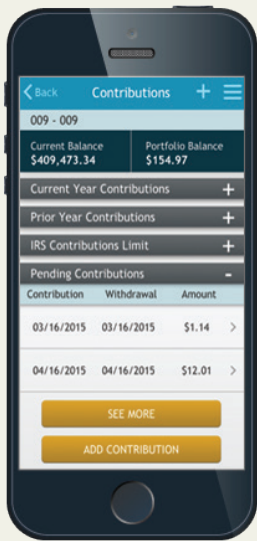 Back Contributions +
009 - 009
Current Balance Portfolio Balance
$409,473.34 $154.97
Current Year Contributions +
Prior Year Contributions +
IRS Contributions Limit +
Pending Contributions -
Contribution Withdrawal Amount
03/16/2015 03/16/2015 $1.14 >
04/16/2015 04/16/2015 $12.01 >
SEE MORE
ADD CONTRIBUTION